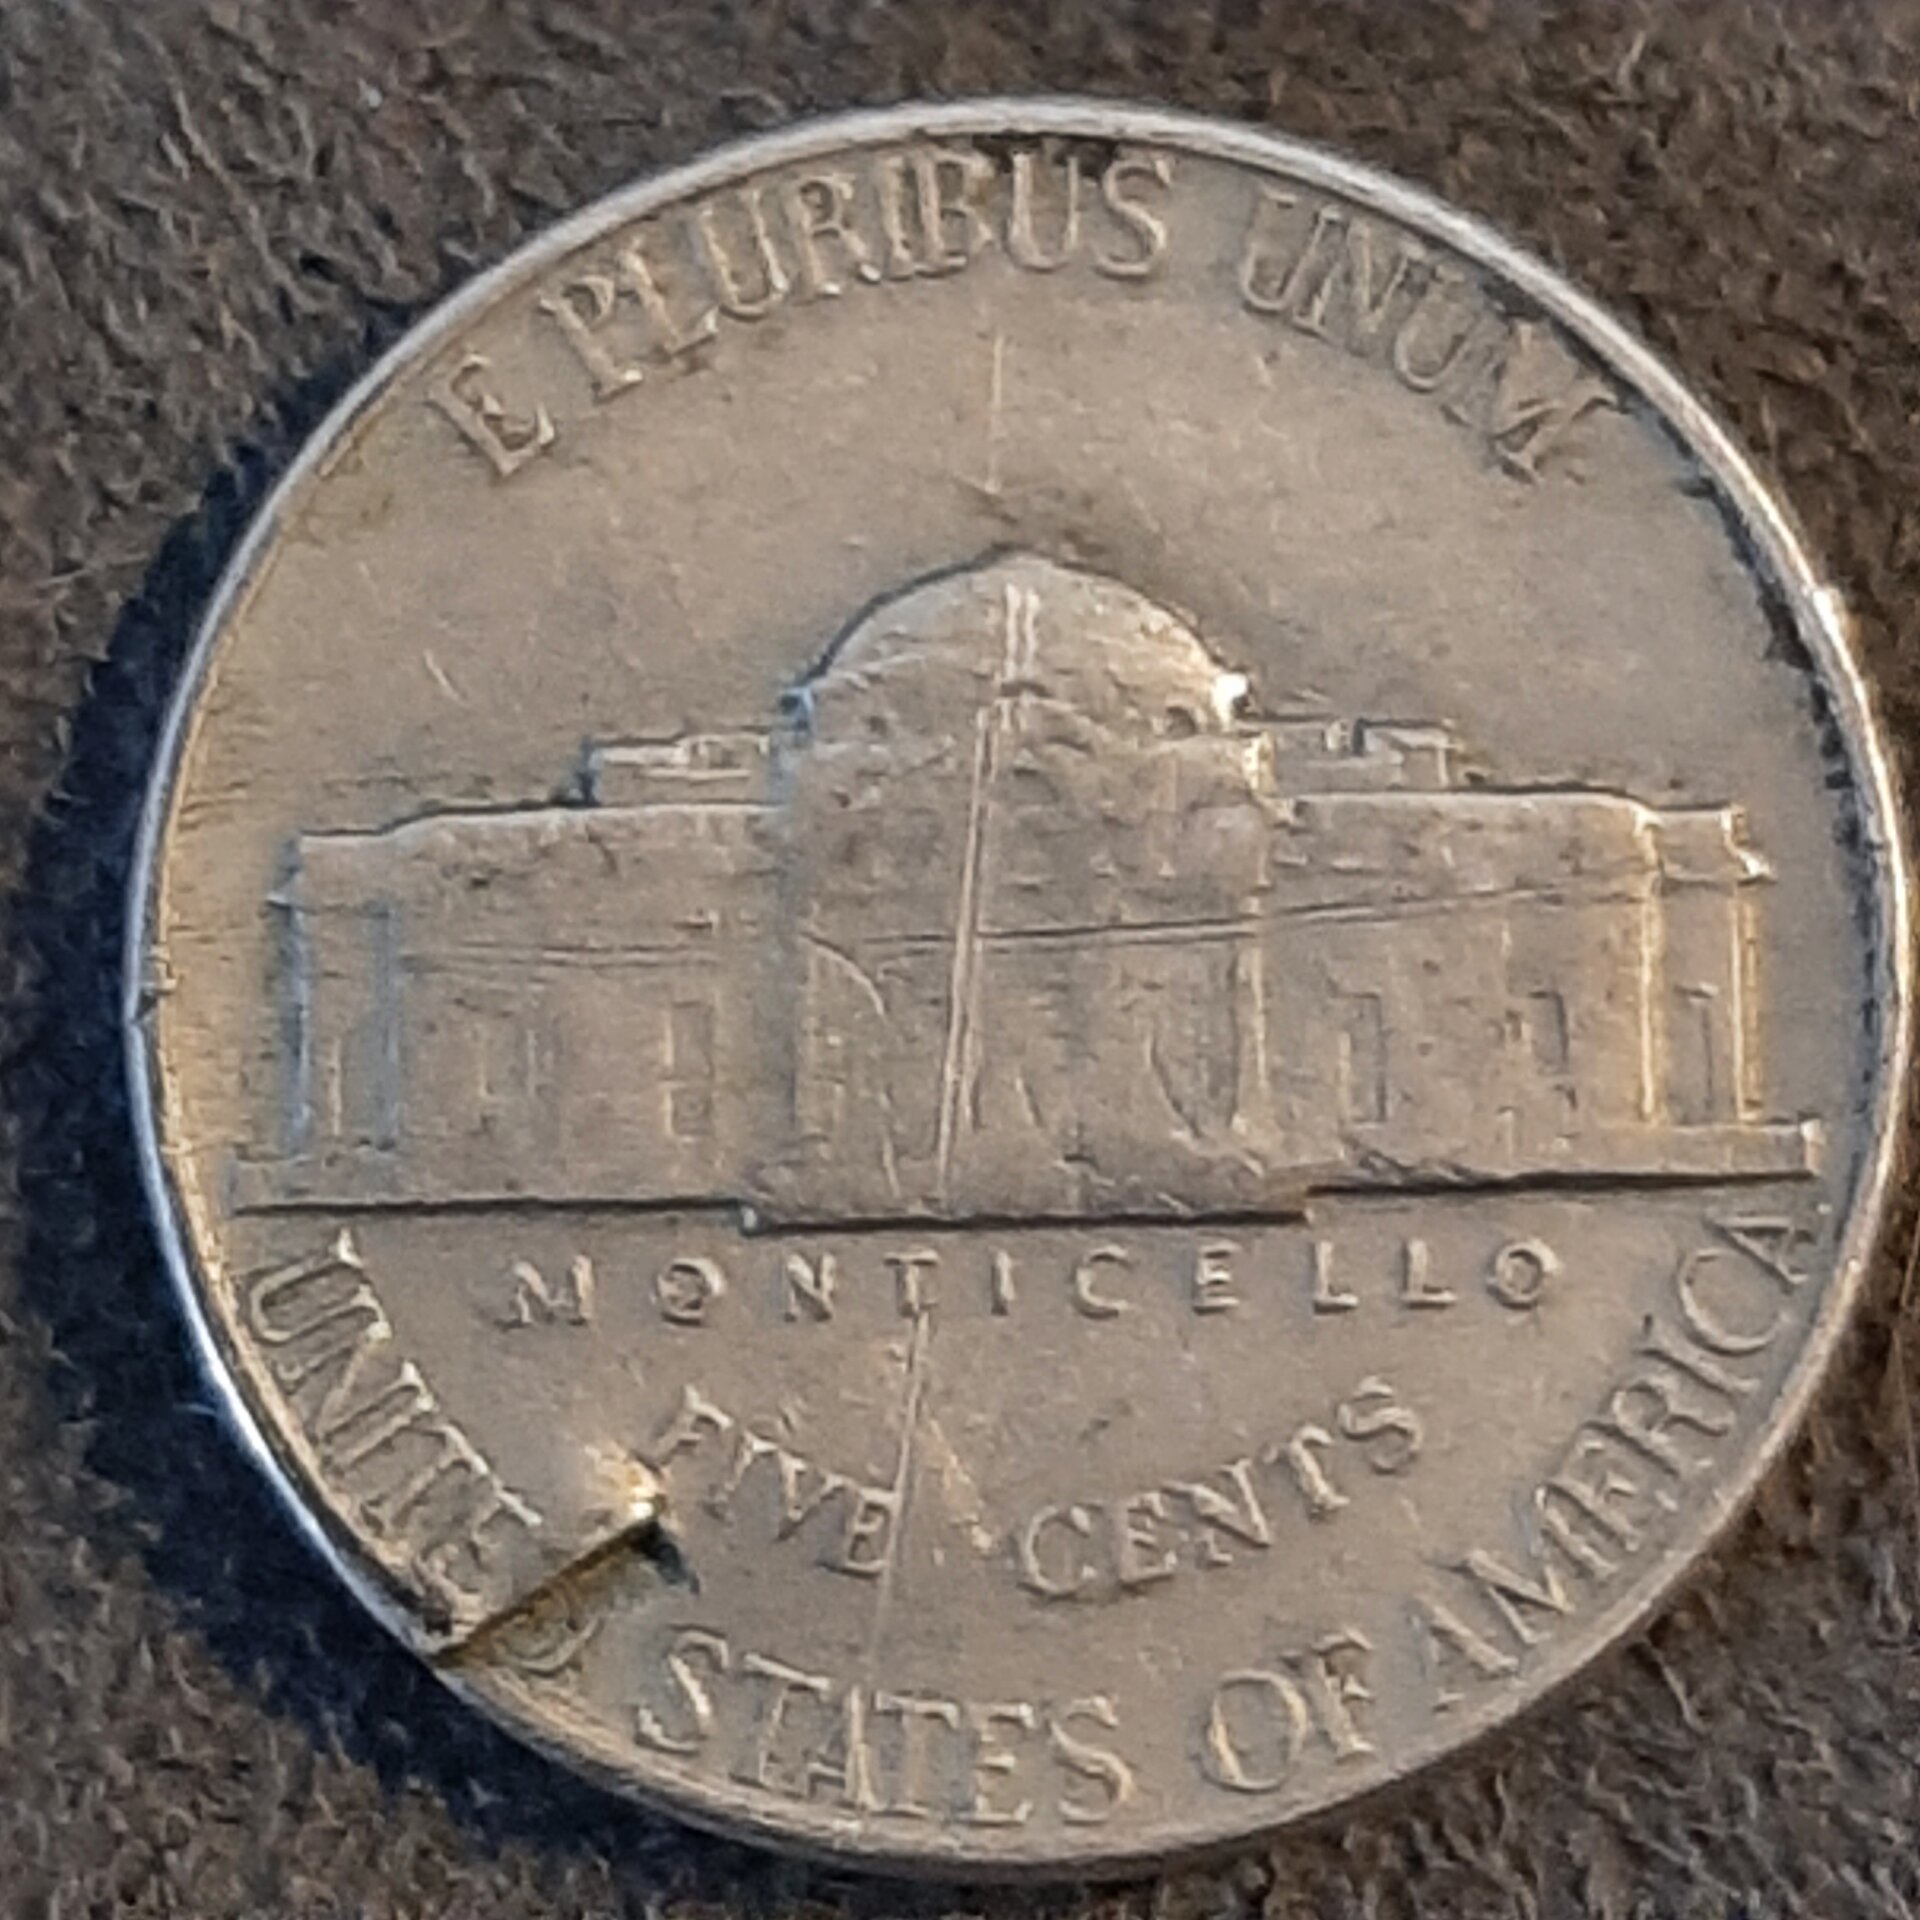 E PLURIBUS UNUM
MONTICELLO
FIVE CENTS
UNITED STATES OF AMERICA